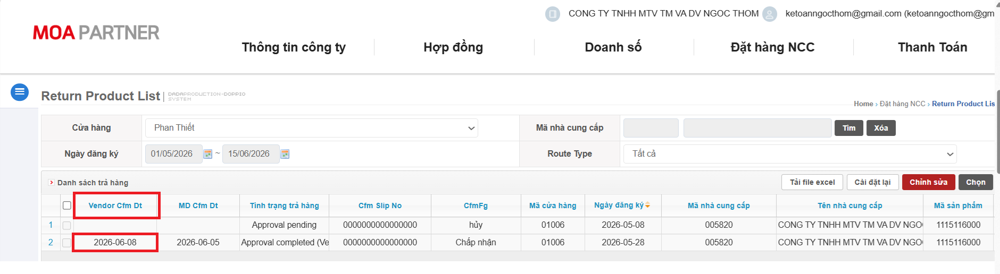 CONG TY TNHH MTV TM VA DV NGOC THOM ketoanngocthom@gmail.com (ketoanngocthom@gm
MOA PARTNER
Thông tin công ty Hợp đồng Doanh số Đặt hàng NCC Thanh Toán
Return Product List | DADAPRODUCTION-DOPPIO SYSTEM
Home › Đặt hàng NCC › Return Product Lis
Cửa hàng Phan Thiết Mã nhà cung cấp Tìm Xóa
Ngày đăng ký 01/05/2026 ~ 15/06/2026 Route Type Tất cả
Danh sách trả hàng Tải file excel Cài đặt lại Chỉnh sửa Chọn
Vendor Cfm Dt MD Cfm Dt Tình trạng trả hàng Cfm Slip No CfmFg Mã cửa hàng Ngày đăng ký Mã nhà cung cấp Tên nhà cung cấp Mã sản phẩm
1 Approval pending 0000000000000000 hủy 01006 2026-05-08 005820 CONG TY TNHH MTV TM VA DV NGO 1115116000
2 2026-06-08 2026-06-05 Approval completed (Ve 0000000000000000 Chấp nhận 01006 2026-05-28 005820 CONG TY TNHH MTV TM VA DV NGO 1115116000